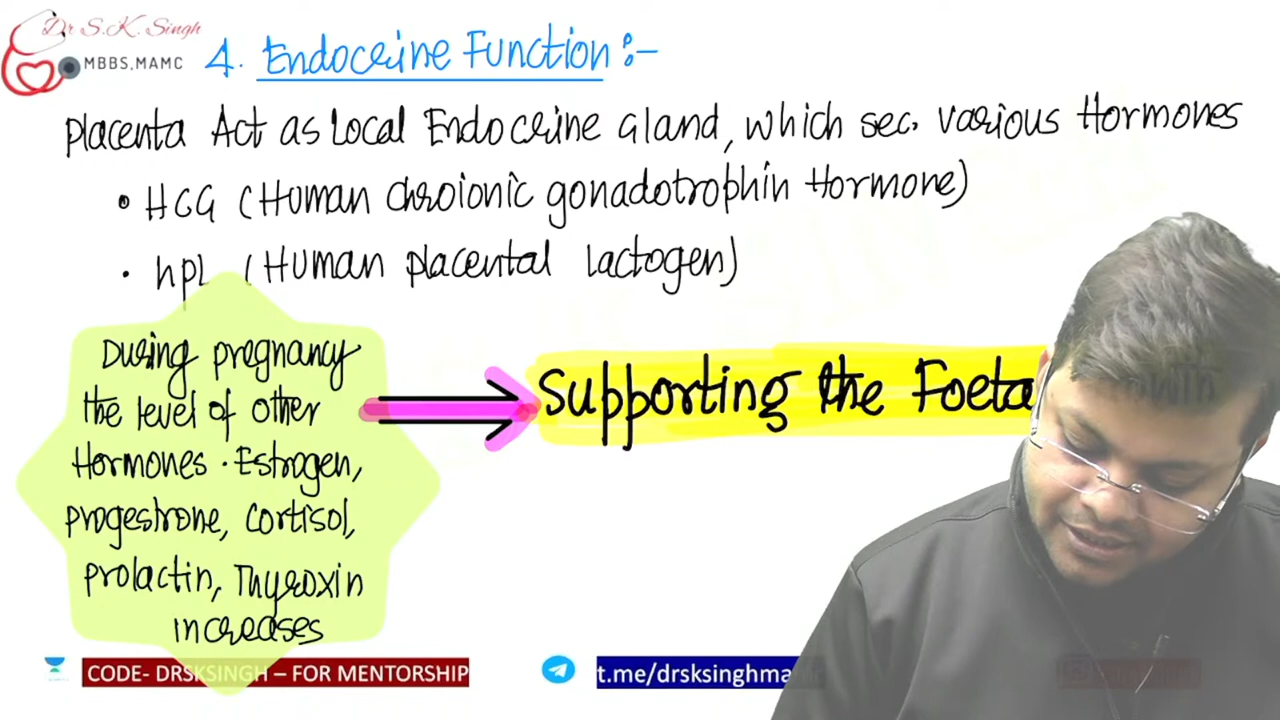 Dr S.K. Singh
MBBS,MAMC
4. Endocrine Function :-
Placenta Act as Local Endocrine Gland, which sec. various Hormones
• HCG (Human chroionic gonadotrophin Hormone)
• hpL (Human placental lactogen)
During pregnancy
the level of other
Hormones · Estrogen,
progestrone, cortisol,
prolactin, Thyroxin
increases
Supporting the Foeta
CODE- DRSKSINGH – FOR MENTORSHIP
t.me/drsksinghma